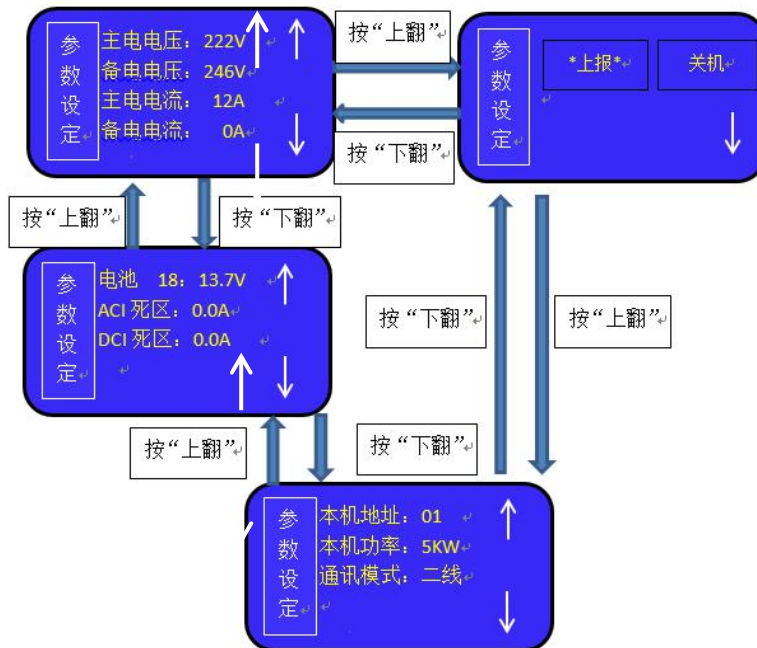 参数设定
主电电压：222V
备电电压：246V
主电电流：12A
备电电流：0A
按“上翻”
按“下翻”
参数设定
*上报*
关机
按“上翻”
按“下翻”
参数设定
电池 18：13.7V
ACI 死区：0.0A
DCI 死区：0.0A
按“下翻”
按“上翻”
按“上翻”
按“下翻”
参数设定
本机地址：01
本机功率：5KW
通讯模式：二线